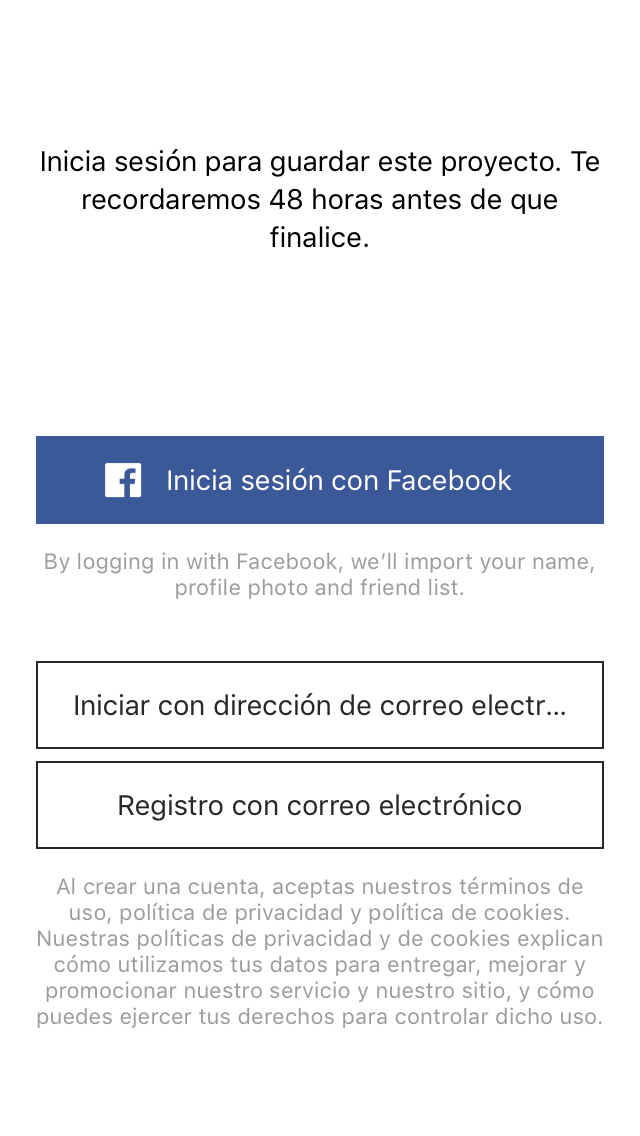 Inicia sesión para guardar este proyecto. Te
recordaremos 48 horas antes de que
finalice.
Inicia sesión con Facebook
By logging in with Facebook, we’ll import your name,
profile photo and friend list.
Iniciar con dirección de correo electr...
Registro con correo electrónico
Al crear una cuenta, aceptas nuestros términos de
uso, política de privacidad y política de cookies.
Nuestras políticas de privacidad y de cookies explican
cómo utilizamos tus datos para entregar, mejorar y
promocionar nuestro servicio y nuestro sitio, y cómo
puedes ejercer tus derechos para controlar dicho uso.